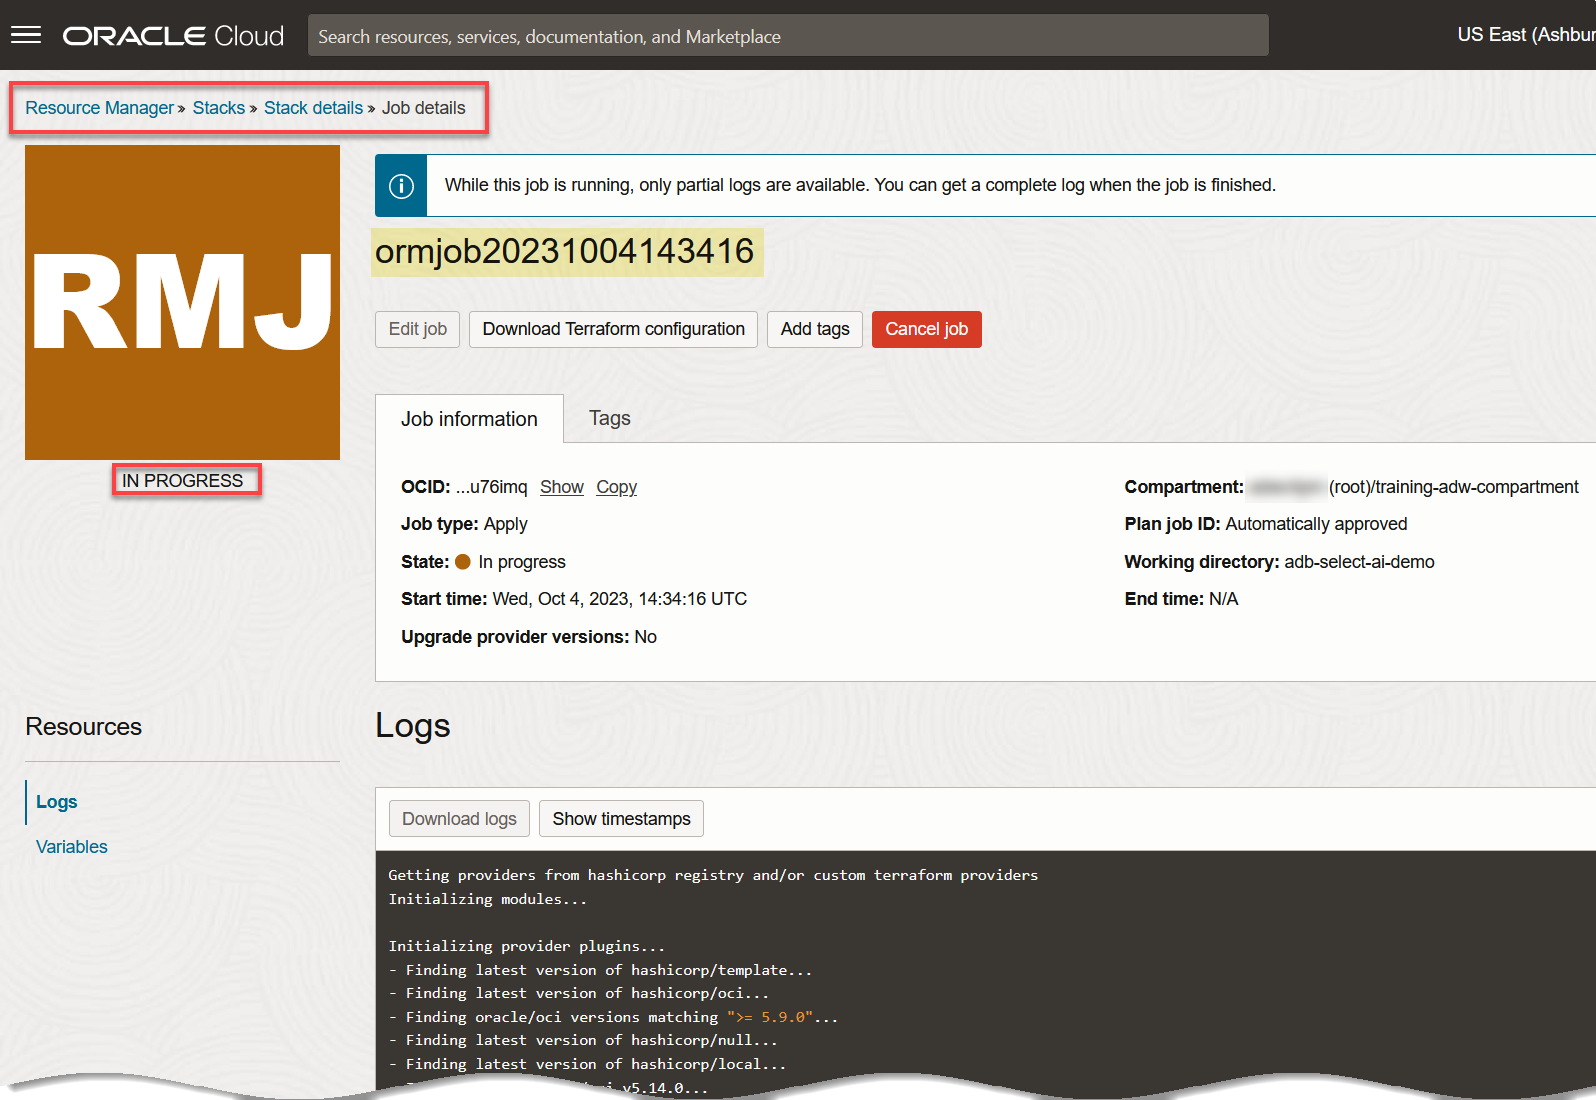 ORACLE Cloud
Search resources, services, documentation, and Marketplace
US East (Ashbur
Resource Manager » Stacks » Stack details » Job details
RMJ
IN PROGRESS
While this job is running, only partial logs are available. You can get a complete log when the job is finished.
ormjob20231004143416
Edit job
Download Terraform configuration
Add tags
Cancel job
Job information
Tags
OCID: ...u76imq Show Copy
Job type: Apply
State: In progress
Start time: Wed, Oct 4, 2023, 14:34:16 UTC
Upgrade provider versions: No
Compartment: (root)/training-adw-compartment
Plan job ID: Automatically approved
Working directory: adb-select-ai-demo
End time: N/A
Resources
Logs
Variables
Logs
Download logs
Show timestamps
Getting providers from hashicorp registry and/or custom terraform providers
Initializing modules...
Initializing provider plugins...
- Finding latest version of hashicorp/template...
- Finding latest version of hashicorp/oci...
- Finding oracle/oci versions matching ">= 5.9.0"...
- Finding latest version of hashicorp/null...
- Finding latest version of hashicorp/local...
v5.14.0...